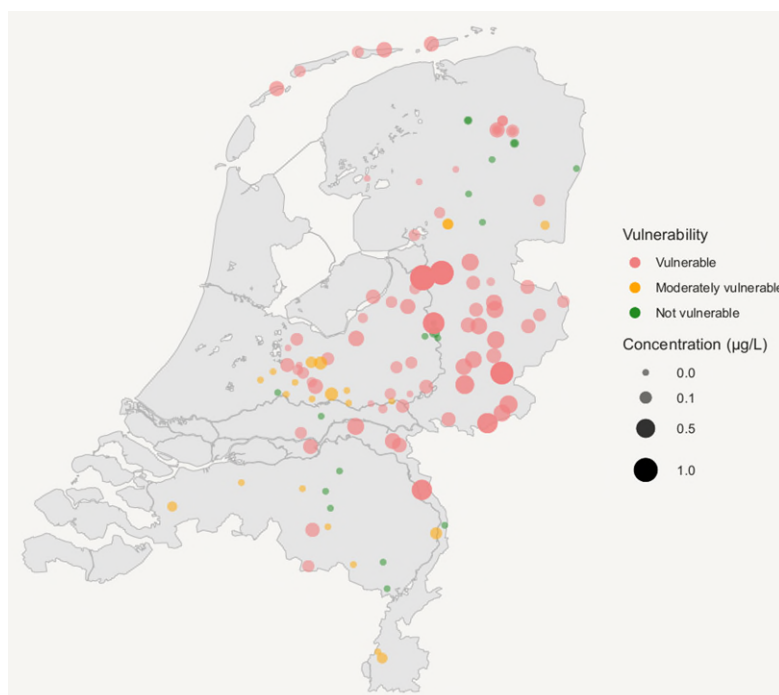 Vulnerability
Vulnerable
Moderately vulnerable
Not vulnerable
Concentration (µg/L)
0.0
0.1
0.5
1.0